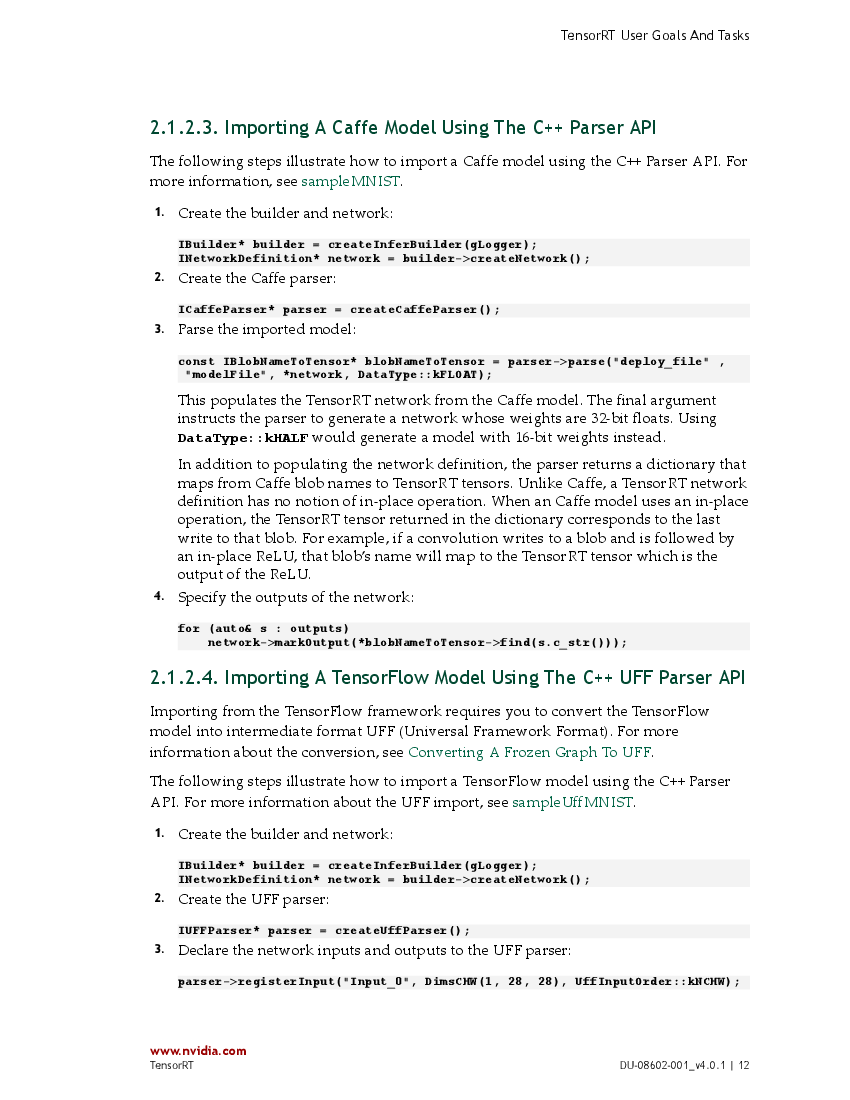 TensorRT User Goals And Tasks
2.1.2.3. Importing A Caffe Model Using The C++ Parser API
The following steps illustrate how to import a Caffe model using the C++ Parser API. For
more information, see sampleMNIST.
1. Create the builder and network:
IBuilder* builder = createInferBuilder(gLogger);
INetworkDefinition* network = builder->createNetwork();
2. Create the Caffe parser:
ICaffeParser* parser = createCaffeParser();
3. Parse the imported model:
const IBlobNameToTensor* blobNameToTensor = parser->parse("deploy_file" ,
"modelFile", *network, DataType::kFLOAT);
This populates the TensorRT network from the Caffe model. The final argument
instructs the parser to generate a network whose weights are 32-bit floats. Using
DataType::kHALF would generate a model with 16-bit weights instead.
In addition to populating the network definition, the parser returns a dictionary that
maps from Caffe blob names to TensorRT tensors. Unlike Caffe, a TensorRT network
definition has no notion of in-place operation. When an Caffe model uses an in-place
operation, the TensorRT tensor returned in the dictionary corresponds to the last
write to that blob. For example, if a convolution writes to a blob and is followed by
an in-place ReLU, that blob's name will map to the TensorRT tensor which is the
output of the ReLU.
4. Specify the outputs of the network:
for (auto& s : outputs)
network->markOutput(*blobNameToTensor->find(s.c_str()));
2.1.2.4. Importing A TensorFlow Model Using The C++ UFF Parser API
Importing from the TensorFlow framework requires you to convert the TensorFlow
model into intermediate format UFF (Universal Framework Format). For more
information about the conversion, see Converting A Frozen Graph To UFF.
The following steps illustrate how to import a TensorFlow model using the C++ Parser
API. For more information about the UFF import, see sampleUffMNIST.
1. Create the builder and network:
IBuilder* builder = createInferBuilder(gLogger);
INetworkDefinition* network = builder->createNetwork();
2. Create the UFF parser:
IUFFParser* parser = createUffParser();
3. Declare the network inputs and outputs to the UFF parser:
parser->registerInput("Input_0", DimsCHW(1, 28, 28), UffInputOrder::kNCHW);
www.nvidia.com
TensorRT DU-08602-001_v4.0.1 | 12